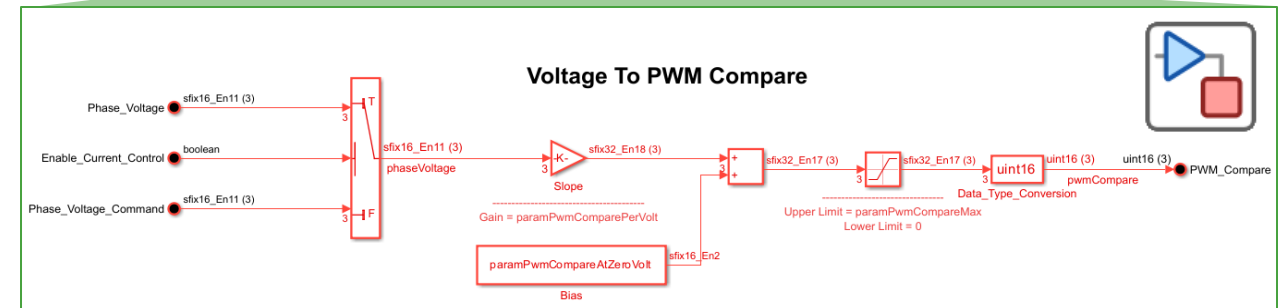 Voltage To PWM Compare
Phase_Voltage
sfix16_En11 (3)
T
3
Enable_Current_Control
boolean
Phase_Voltage_Command
sfix16_En11 (3)
F
3
sfix16_En11 (3)
phaseVoltage
3
-K-
Slope
sfix32_En18 (3)
------------------------------------
Gain = paramPwmComparePerVolt
paramPwmCompareAtZeroVolt
Bias
sfix16_En2
3
+
+
sfix32_En17 (3)
3
sfix32_En17 (3)
------------------------------
Upper Limit = paramPwmCompareMax
Lower Limit = 0
3
uint16
Data_Type_Conversion
uint16 (3)
pwmCompare
uint16 (3)
PWM_Compare